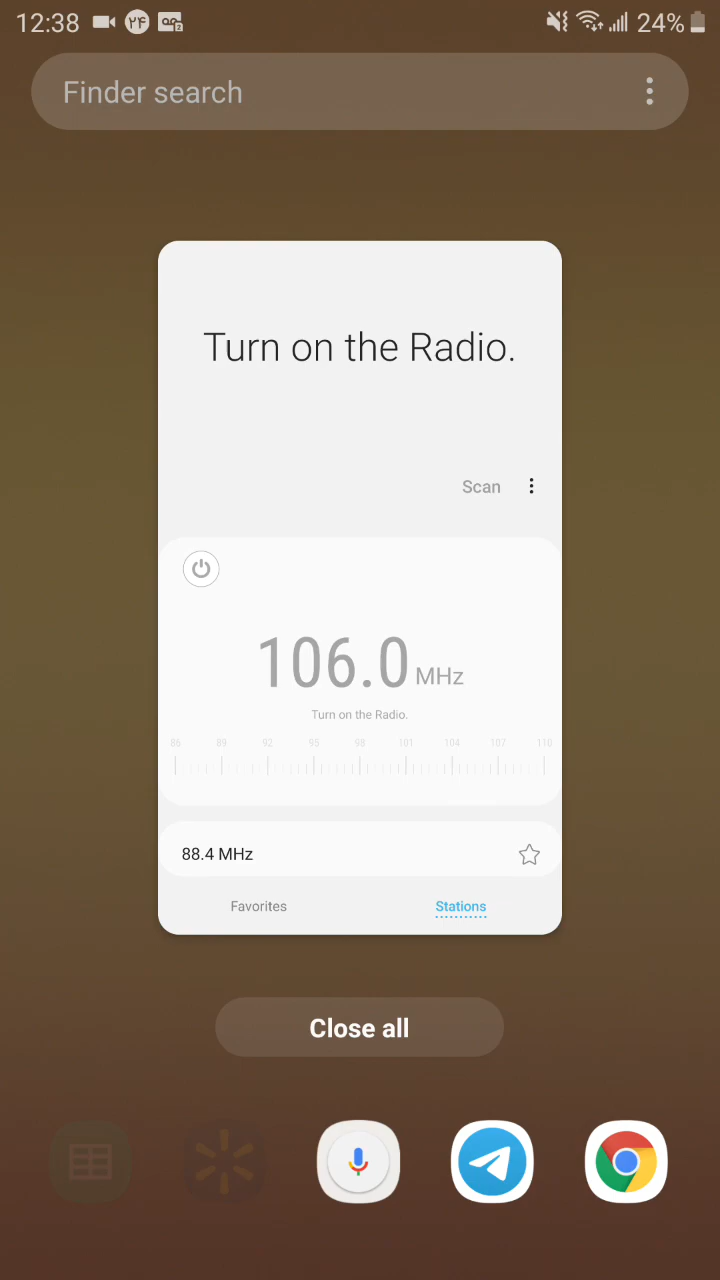 12:38 ۲۴ 24%
Finder search
Turn on the Radio.
Scan
106.0 MHz
Turn on the Radio.
86 89 92 95 98 101 104 107 110
88.4 MHz
Favorites Stations
Close all